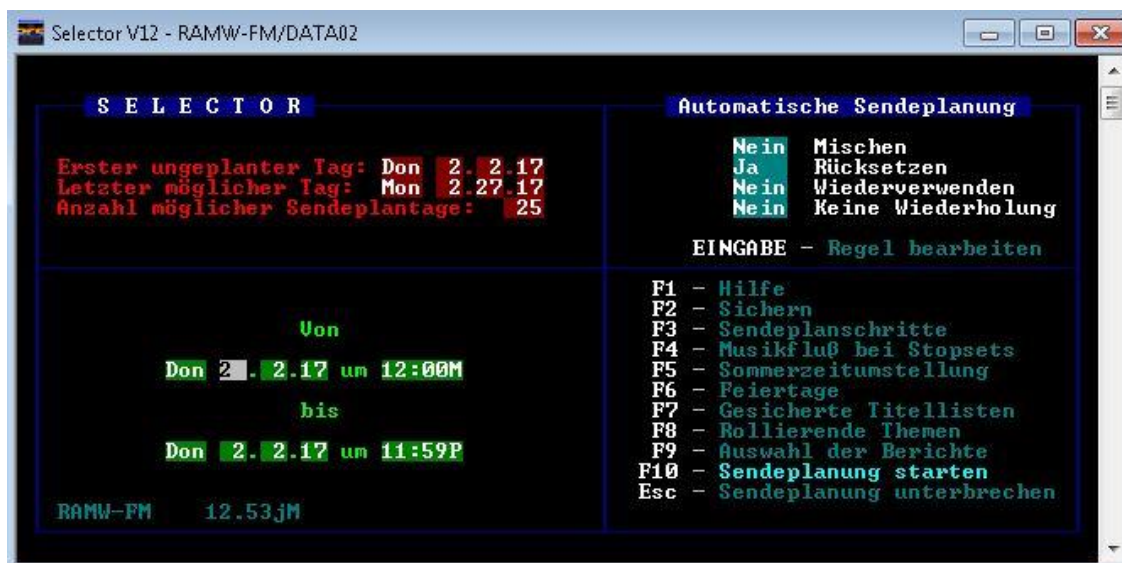 Selector V12 - RAMW-FM/DATA02
S E L E C T O R
Erster ungeplanter Tag: Don 2. 2.17
Letzter möglicher Tag: Mon 2.27.17
Anzahl möglicher Sendeplantage: 25
Automatische Sendeplanung
Nein Mischen
Ja Rücksetzen
Nein Wiederverwenden
Nein Keine Wiederholung
EINGABE - Regel bearbeiten
Von
Don 2 . 2.17 um 12:00M
bis
Don 2. 2.17 um 11:59P
RAMW-FM 12.53jM
F1 - Hilfe
F2 - Sichern
F3 - Sendeplanschritte
F4 - Musikfluß bei Stopsets
F5 - Sommerzeitumstellung
F6 - Feiertage
F7 - Gesicherte Titellisten
F8 - Rollierende Themen
F9 - Auswahl der Berichte
F10 - Sendeplanung starten
Esc - Sendeplanung unterbrechen